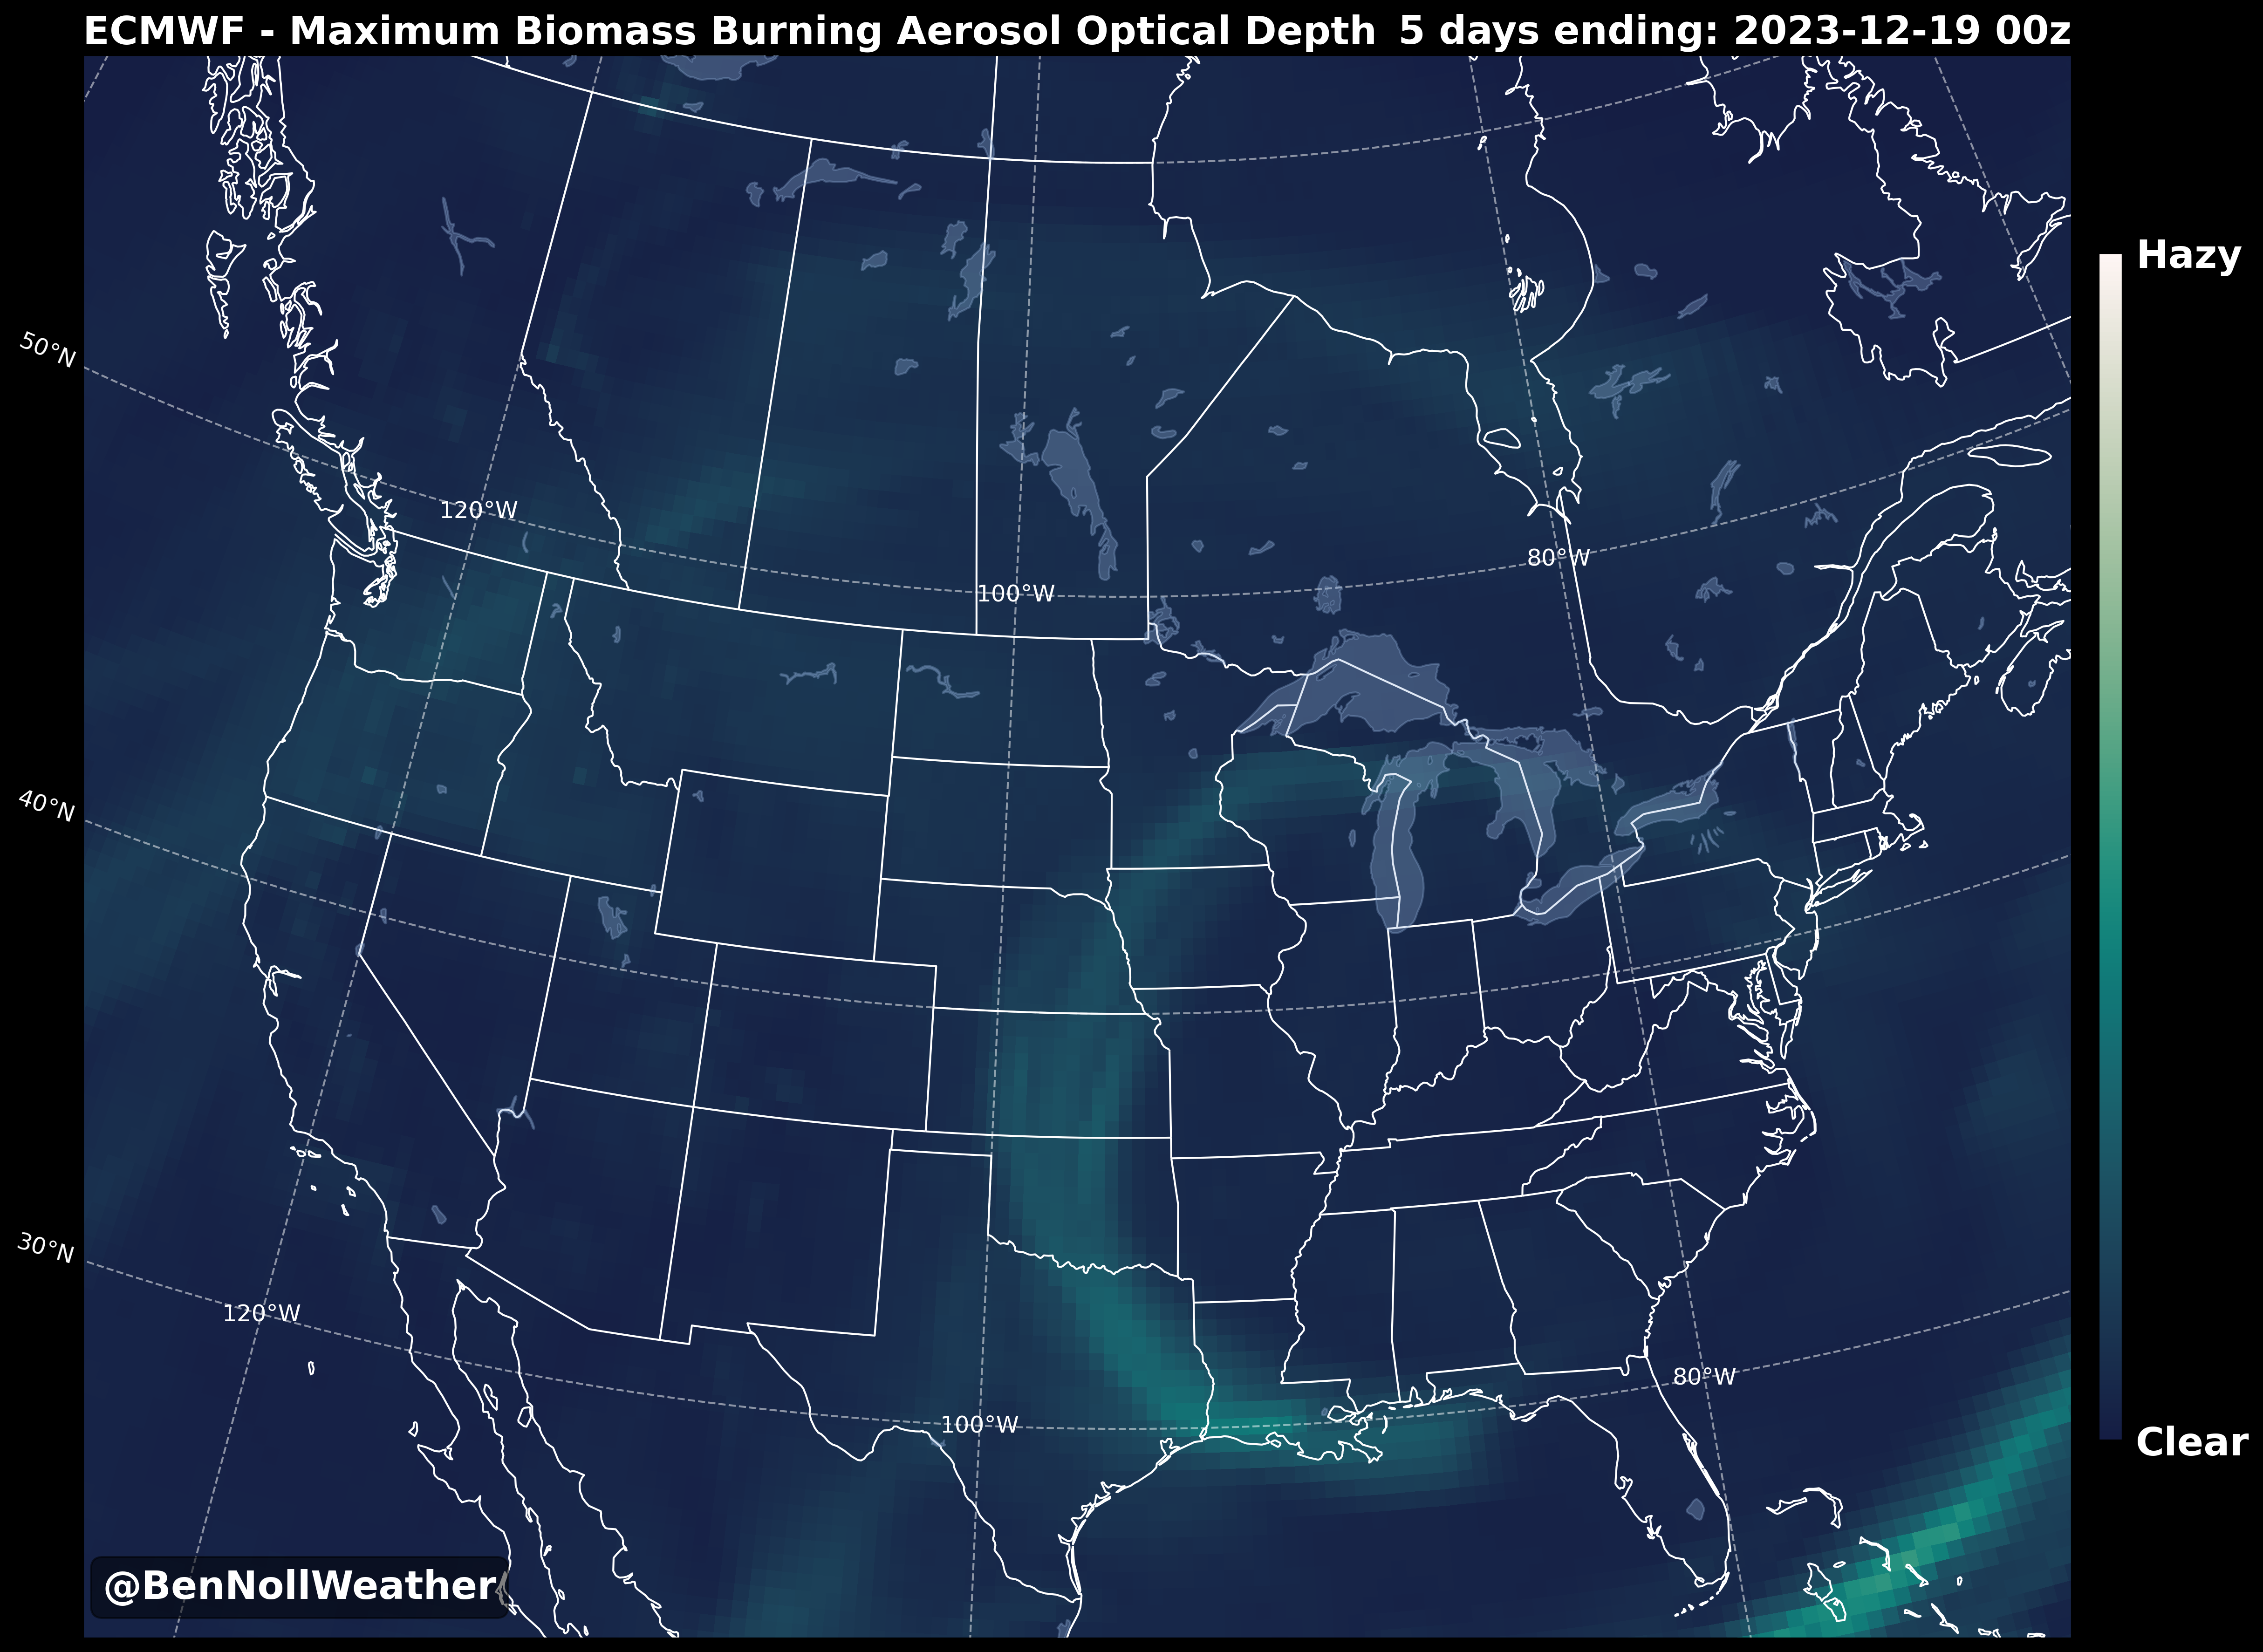 ECMWF - Maximum Biomass Burning Aerosol Optical Depth 5 days ending: 2023-12-19 00z
Hazy
50°N
120°W
80°W
100°W
40°N
30°N
120°W
80°W
100°W
Clear
@BenNollWeather